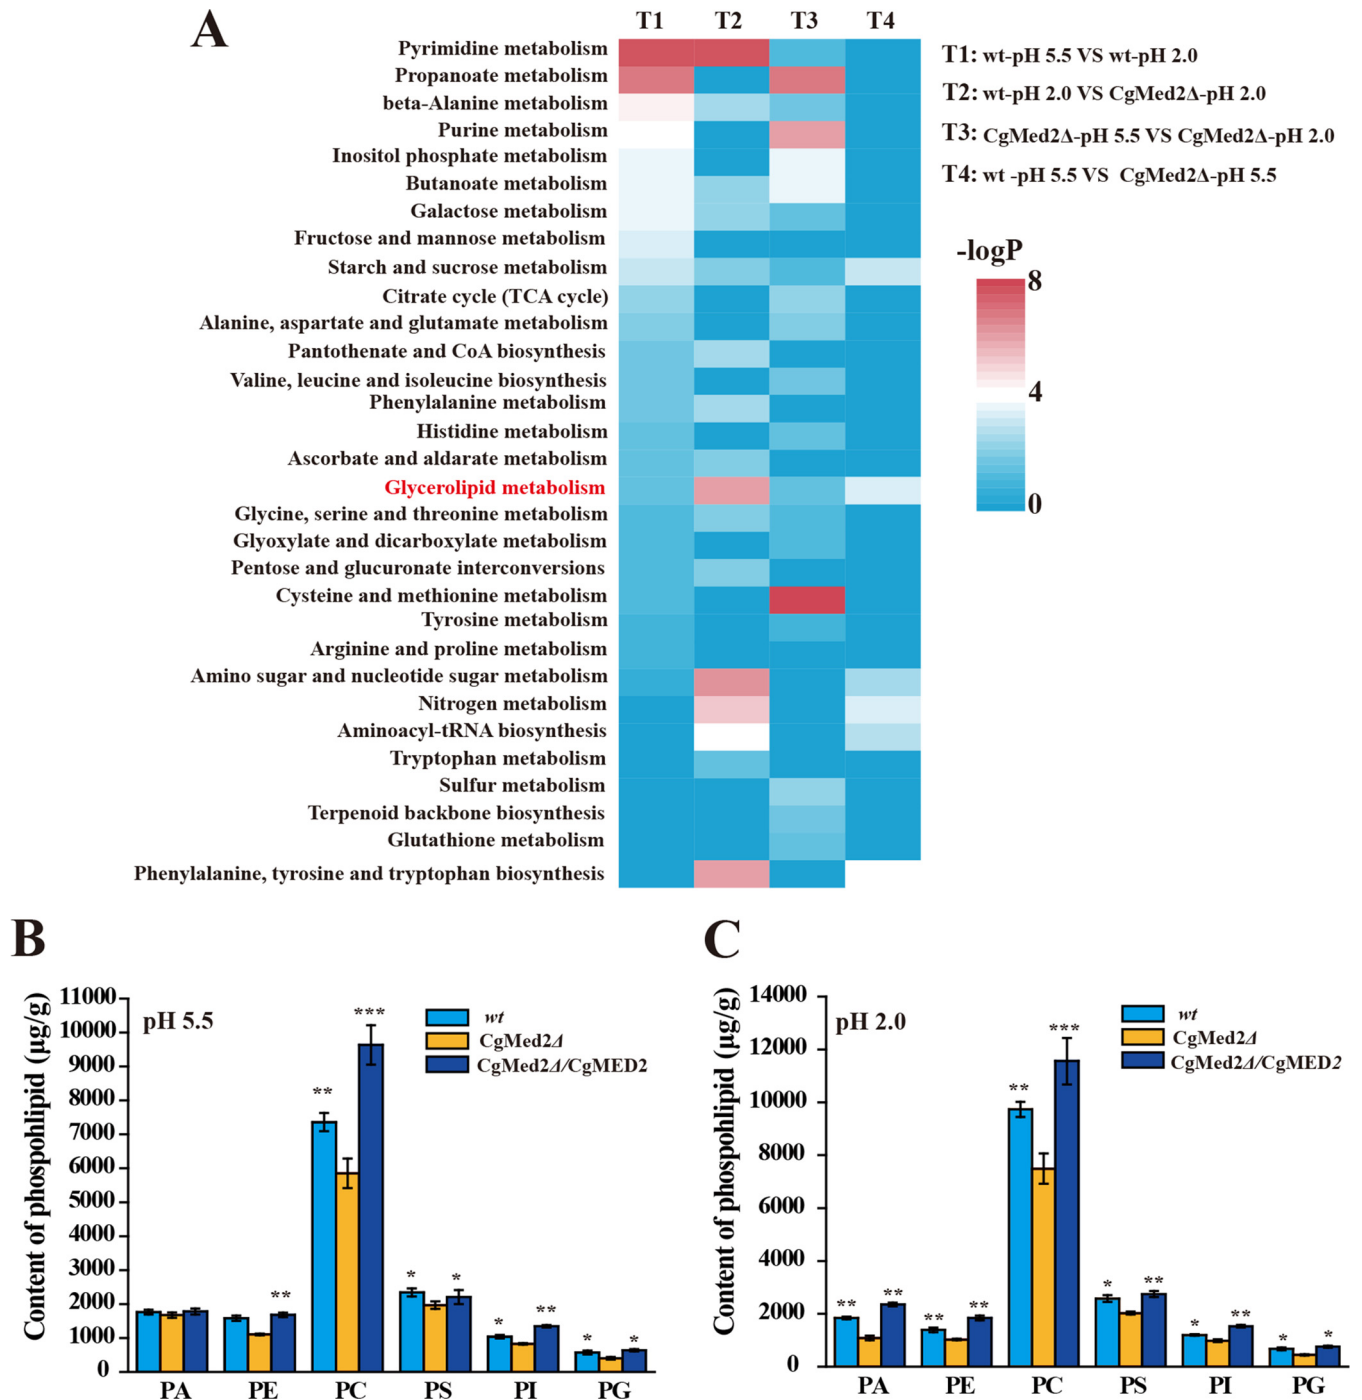 A
T1 T2 T3 T4
Pyrimidine metabolism
Propanoate metabolism
beta-Alanine metabolism
Purine metabolism
Inositol phosphate metabolism
Butanoate metabolism
Galactose metabolism
Fructose and mannose metabolism
Starch and sucrose metabolism
Citrate cycle (TCA cycle)
Alanine, aspartate and glutamate metabolism
Pantothenate and CoA biosynthesis
Valine, leucine and isoleucine biosynthesis
Phenylalanine metabolism
Histidine metabolism
Ascorbate and aldarate metabolism
Glycerolipid metabolism
Glycine, serine and threonine metabolism
Glyoxylate and dicarboxylate metabolism
Pentose and glucuronate interconversions
Cysteine and methionine metabolism
Tyrosine metabolism
Arginine and proline metabolism
Amino sugar and nucleotide sugar metabolism
Nitrogen metabolism
Aminoacyl-tRNA biosynthesis
Tryptophan metabolism
Sulfur metabolism
Terpenoid backbone biosynthesis
Glutathione metabolism
Phenylalanine, tyrosine and tryptophan biosynthesis
T1: wt-pH 5.5 VS wt-pH 2.0
T2: wt-pH 2.0 VS CgMed2Δ-pH 2.0
T3: CgMed2Δ-pH 5.5 VS CgMed2Δ-pH 2.0
T4: wt -pH 5.5 VS CgMed2Δ-pH 5.5
-logP
8
4
0
B
Content of phospohlipid (µg/g)
11000
10000
9000
8000
7000
6000
5000
4000
3000
2000
1000
0
pH 5.5
wt
CgMed2Δ
CgMed2Δ/CgMED2
** ** *** * * * ** * *
PA PE PC PS PI PG
C
Content of phospohlipid (µg/g)
14000
12000
10000
8000
6000
4000
2000
0
pH 2.0
wt
CgMed2Δ
CgMed2Δ/CgMED2
** ** ** ** ** *** * ** * ** * *
PA PE PC PS PI PG